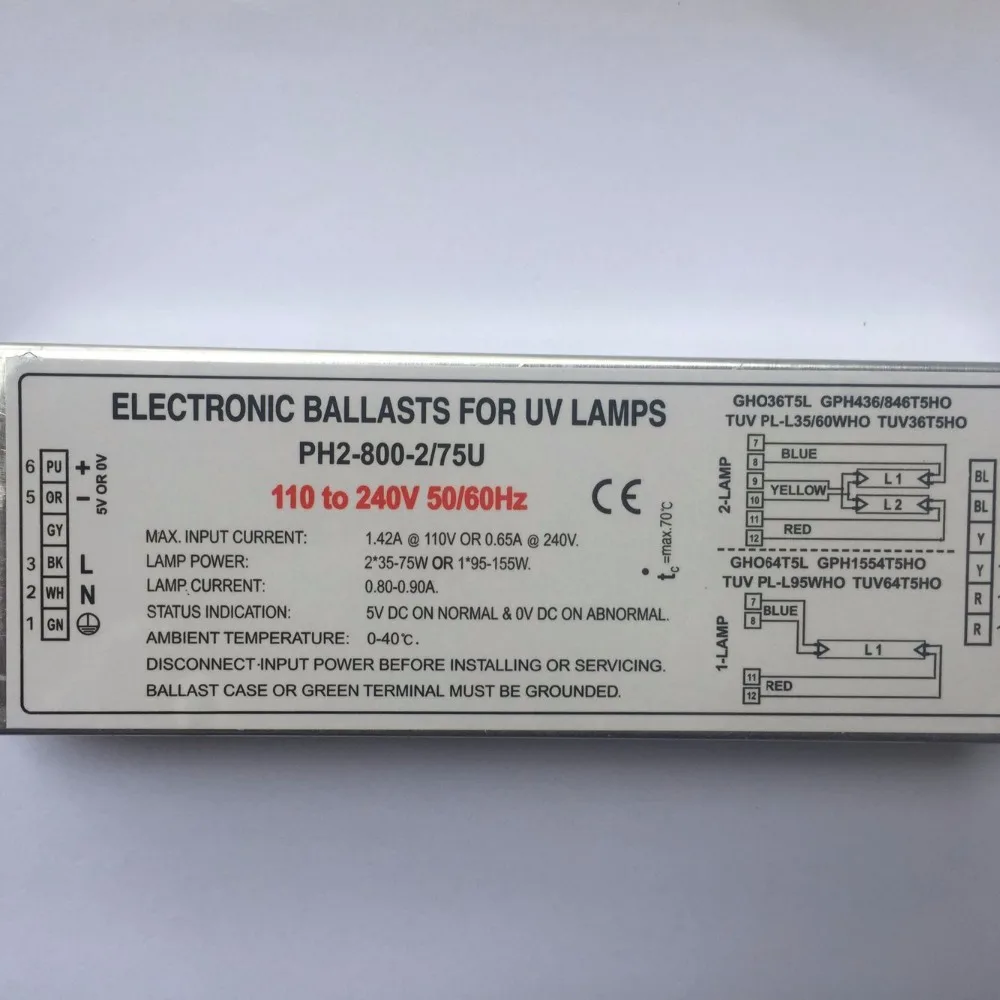 ELECTRONIC BALLASTS FOR UV LAMPS
PH2-800-2/75U
110 to 240V 50/60Hz
CE
MAX. INPUT CURRENT: 1.42A @ 110V OR 0.65A @ 240V.
LAMP POWER: 2*35-75W OR 1*95-155W.
LAMP CURRENT: 0.80-0.90A.
STATUS INDICATION: 5V DC ON NORMAL & 0V DC ON ABNORMAL.
AMBIENT TEMPERATURE: 0-40℃.
DISCONNECT·INPUT POWER BEFORE INSTALLING OR SERVICING.
BALLAST CASE OR GREEN TERMINAL MUST BE GROUNDED.
tc=max.70℃
6 PU +
5 OR -
5V OR 0V
GY
3 BK L
2 WH N
1 GN
GHO36T5L GPH436/846T5HO
TUV PL-L35/60WHO TUV36T5HO
2-LAMP
7
8 BLUE
9 L1
10 YELLOW L2
11
12 RED
GHO64T5L GPH1554T5HO
TUV PL-L95WHO TUV64T5HO
1-LAMP
7
8 BLUE
L1
11
12 RED
BL
BL
Y
Y
R
R